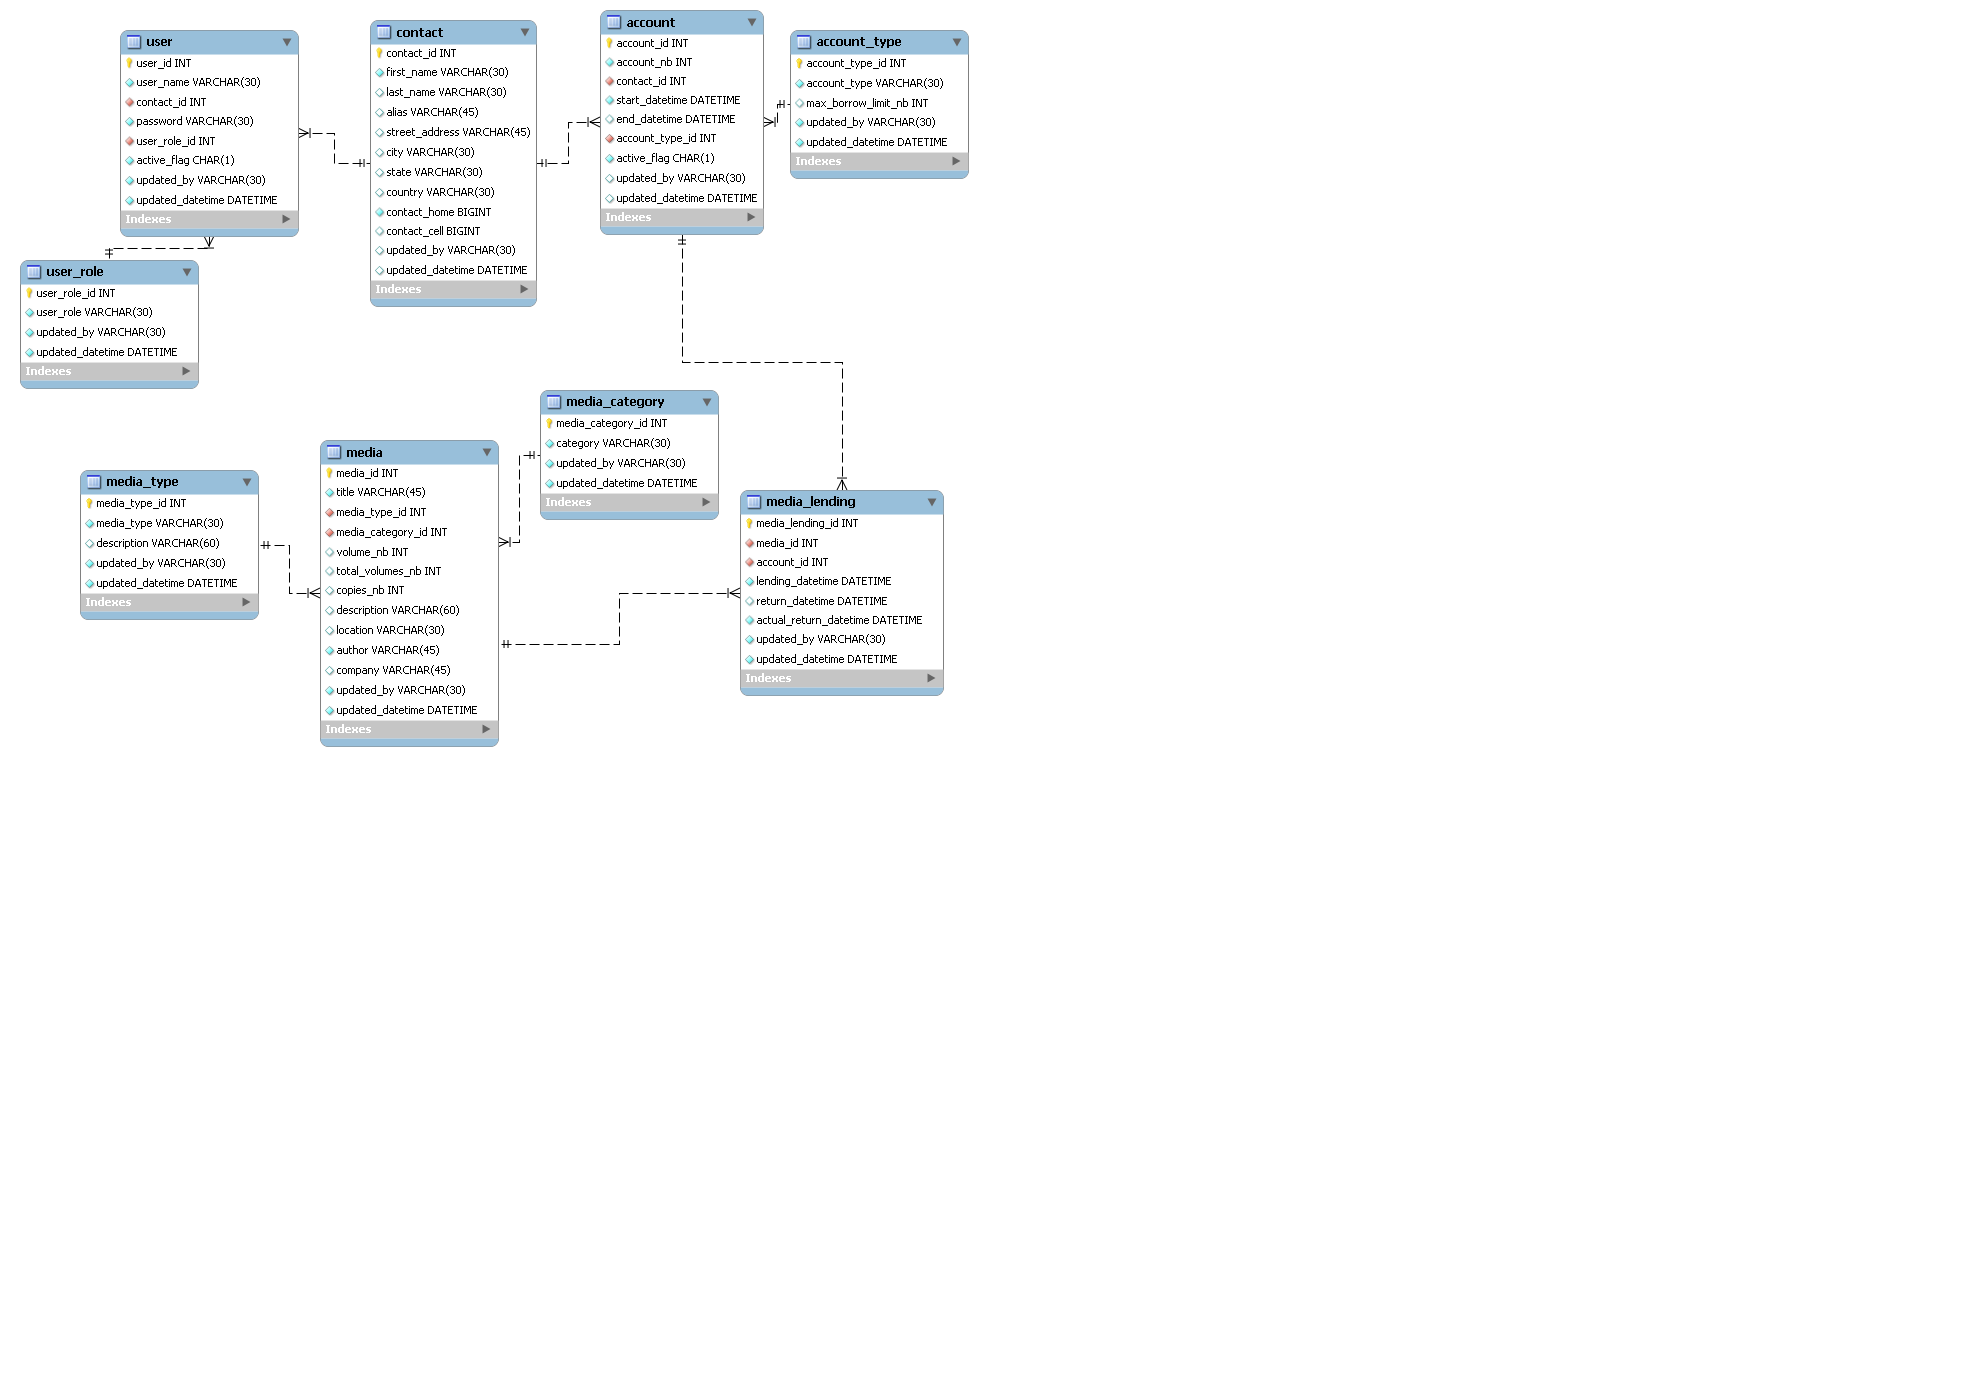 user
user_id INT
user_name VARCHAR(30)
contact_id INT
password VARCHAR(30)
user_role_id INT
active_flag CHAR(1)
updated_by VARCHAR(30)
updated_datetime DATETIME
Indexes
contact
contact_id INT
first_name VARCHAR(30)
last_name VARCHAR(30)
alias VARCHAR(45)
street_address VARCHAR(45)
city VARCHAR(30)
state VARCHAR(30)
country VARCHAR(30)
contact_home BIGINT
contact_cell BIGINT
updated_by VARCHAR(30)
updated_datetime DATETIME
Indexes
account
account_id INT
account_nb INT
contact_id INT
start_datetime DATETIME
end_datetime DATETIME
account_type_id INT
active_flag CHAR(1)
updated_by VARCHAR(30)
updated_datetime DATETIME
Indexes
account_type
account_type_id INT
account_type VARCHAR(30)
max_borrow_limit_nb INT
updated_by VARCHAR(30)
updated_datetime DATETIME
Indexes
user_role
user_role_id INT
user_role VARCHAR(30)
updated_by VARCHAR(30)
updated_datetime DATETIME
Indexes
media_type
media_type_id INT
media_type VARCHAR(30)
description VARCHAR(60)
updated_by VARCHAR(30)
updated_datetime DATETIME
Indexes
media
media_id INT
title VARCHAR(45)
media_type_id INT
media_category_id INT
volume_nb INT
total_volumes_nb INT
copies_nb INT
description VARCHAR(60)
location VARCHAR(30)
author VARCHAR(45)
company VARCHAR(45)
updated_by VARCHAR(30)
updated_datetime DATETIME
Indexes
media_category
media_category_id INT
category VARCHAR(30)
updated_by VARCHAR(30)
updated_datetime DATETIME
Indexes
media_lending
media_lending_id INT
media_id INT
account_id INT
lending_datetime DATETIME
return_datetime DATETIME
actual_return_datetime DATETIME
updated_by VARCHAR(30)
updated_datetime DATETIME
Indexes